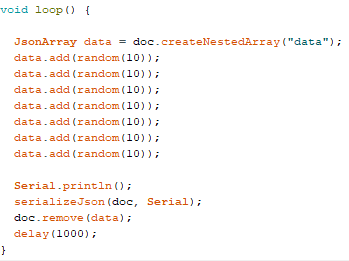 void loop() {
JsonArray data = doc.createNestedArray("data");
data.add(random(10));
data.add(random(10));
data.add(random(10));
data.add(random(10));
data.add(random(10));
data.add(random(10));
data.add(random(10));
Serial.println();
serializeJson(doc, Serial);
doc.remove(data);
delay(1000);
}